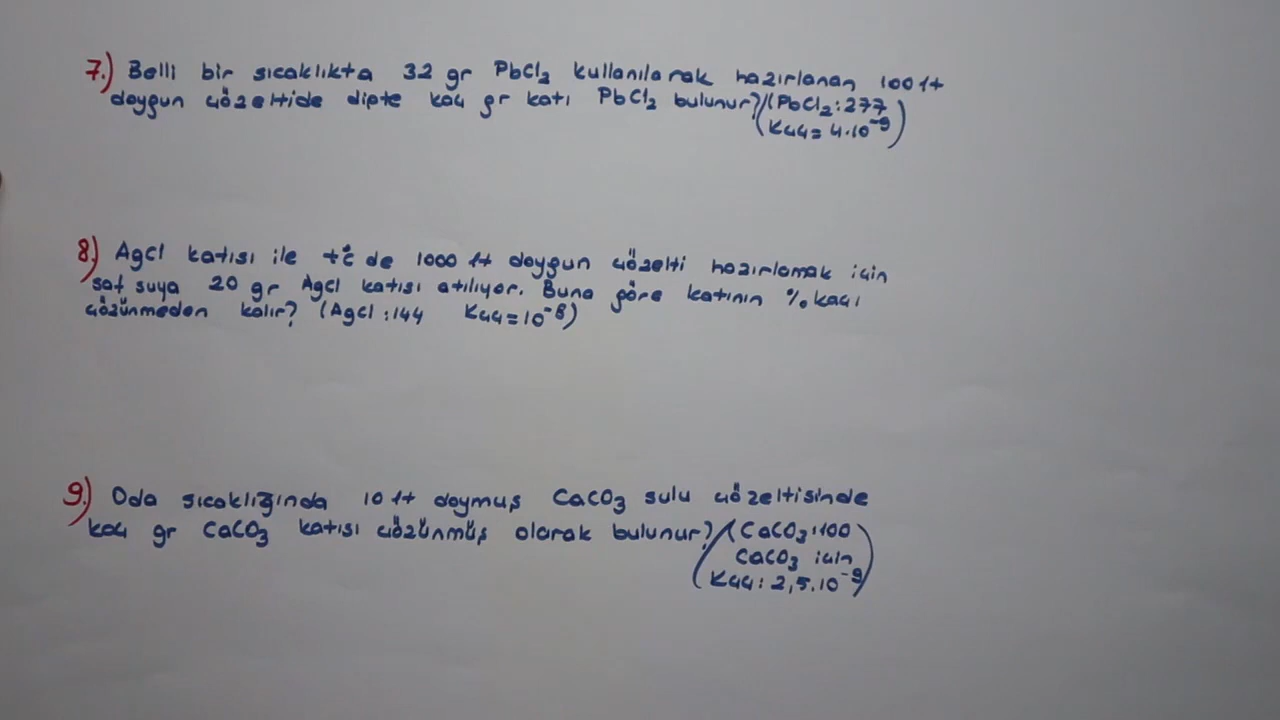 7.) Belli bir sıcaklıkta 32 gr PbCl₂ kullanılarak hazırlanan 100 lt
doygun çözeltide dipte kaç gr katı PbCl₂ bulunur? (PbCl₂:277
Kçç= 4.10⁻⁹)
8.) AgCl katısı ile t°C de 1000 lt doygun çözelti hazırlamak için
saf suya 20 gr AgCl katısı atılıyor. Buna göre katının % kaçı
çözünmeden kalır? (AgCl:144 Kçç=10⁻⁸)
9.) Oda sıcaklığında 10 lt doymuş CaCO₃ sulu çözeltisinde
kaç gr CaCO₃ katısı çözünmüş olarak bulunur? (CaCO₃:100
CaCO₃ için
Kçç: 2,5.10⁻⁹)